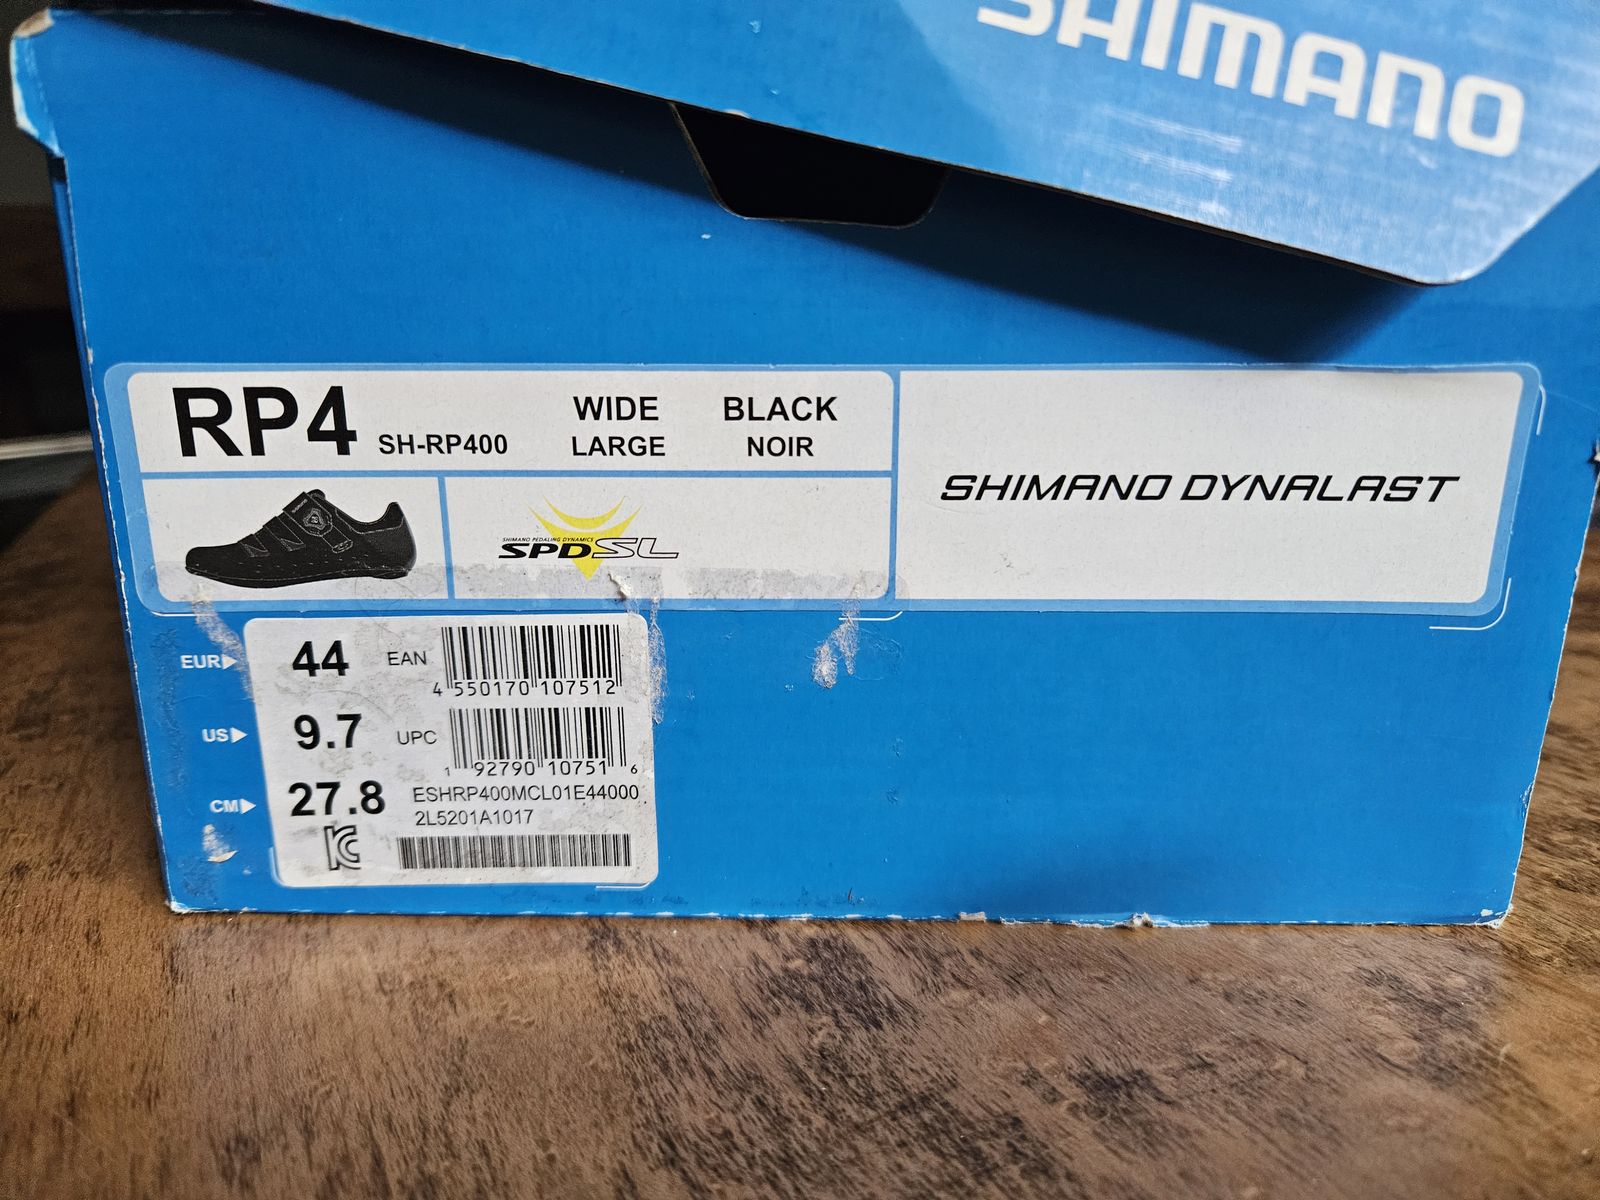 SHIMANO
RP4 SH-RP400
WIDE
LARGE
BLACK
NOIR
SHIMANO PEDALING DYNAMICS
SPD-SL
SHIMANO DYNALAST
EUR 44 EAN
4 550170 107512
US 9.7 UPC
1 92790 10751 6
CM 27.8 ESHRP400MCL01E44000
2L5201A1017
KC